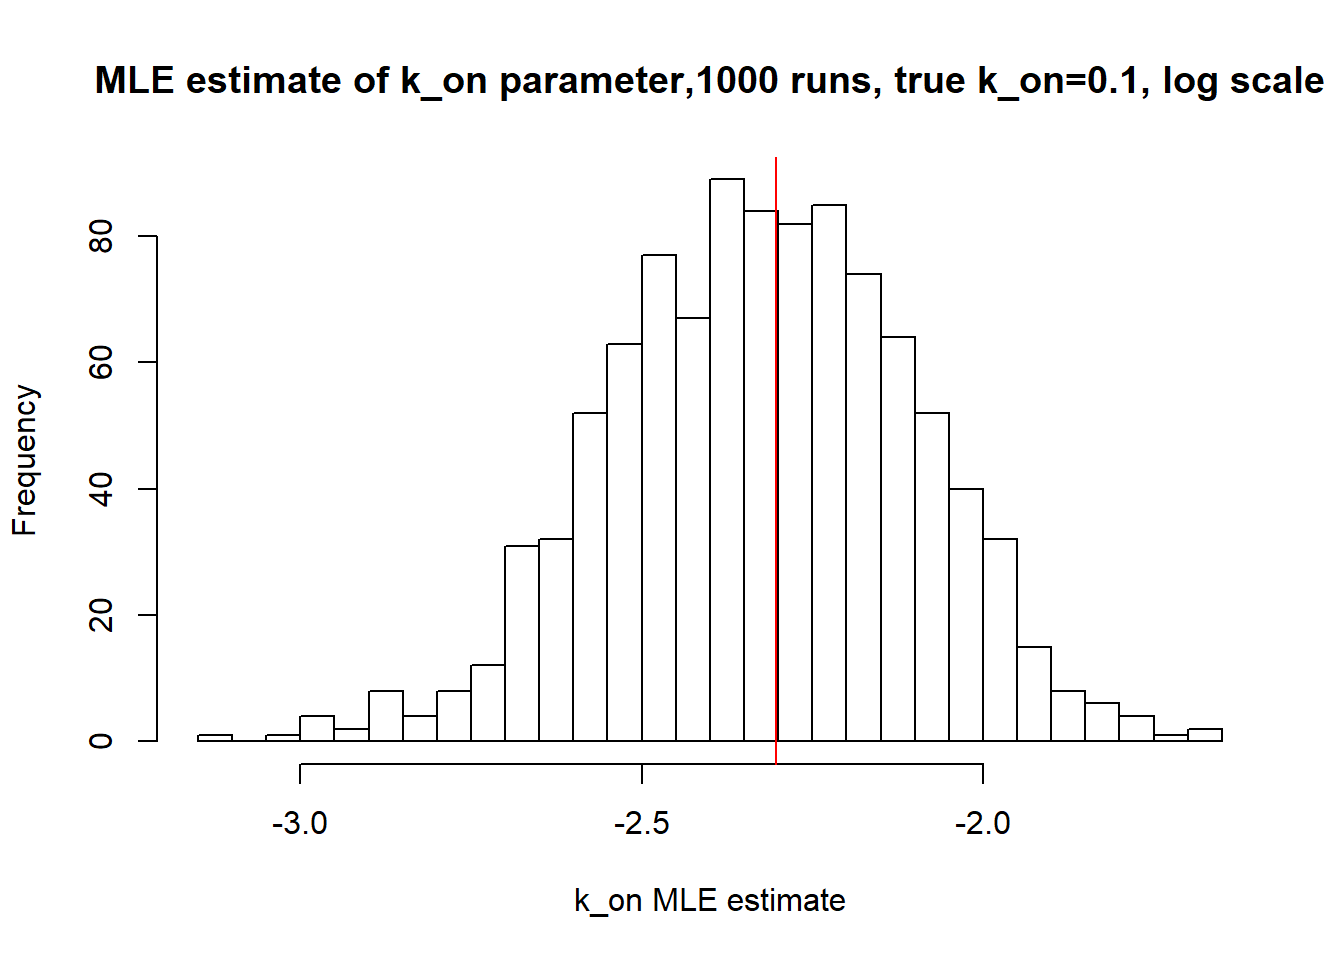 MLE estimate of k_on parameter,1000 runs, true k_on=0.1, log scale
Frequency
80
60
40
20
0
-3.0 -2.5 -2.0
k_on MLE estimate